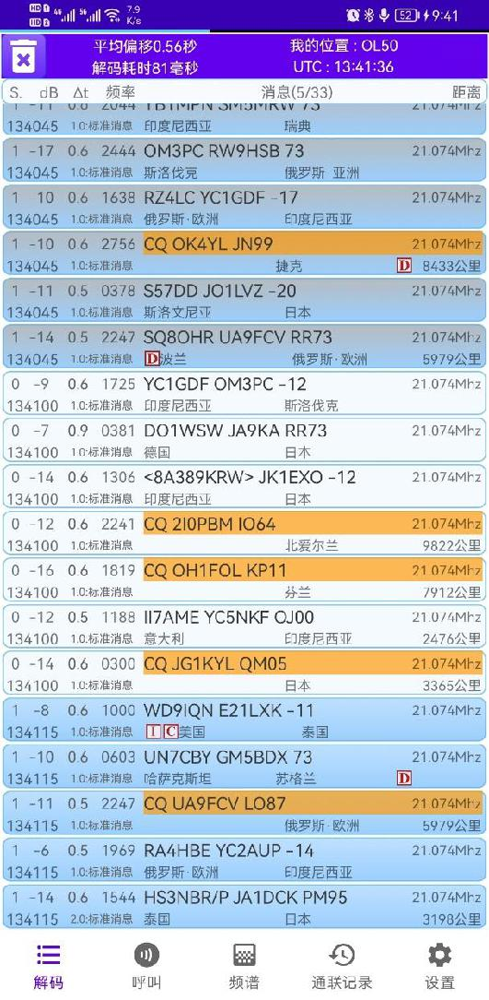 HD 1 4G 5G 7.9 K/s HD 2 52 9:41
平均偏移0.56秒 我的位置 : OL50
解码耗时81毫秒 UTC : 13:41:36
S. dB Δt 频率 消息(5/33) 距离
1 -11 0.6 2044 YB1MPN SM5MRW 73 21.074Mhz
134045 1.0:标准消息 印度尼西亚 瑞典
1 -17 0.6 2444 OM3PC RW9HSB 73 21.074Mhz
134045 1.0:标准消息 斯洛伐克 俄罗斯·亚洲
1 10 0.6 1638 RZ4LC YC1GDF -17 21.074Mhz
134045 1.0:标准消息 俄罗斯·欧洲 印度尼西亚
1 -10 0.6 2756 CQ OK4YL JN99 21.074Mhz
134045 1.0:标准消息 捷克 D 8433公里
1 -11 0.5 0378 S57DD JO1LVZ -20 21.074Mhz
134045 1.0:标准消息 斯洛文尼亚 日本
1 -14 0.5 2247 SQ8OHR UA9FCV RR73 21.074Mhz
134045 1.0:标准消息 D波兰 俄罗斯·欧洲 5979公里
0 -9 0.6 1725 YC1GDF OM3PC -12 21.074Mhz
134100 1.0:标准消息 印度尼西亚 斯洛伐克
0 -7 0.9 0381 DO1WSW JA9KA RR73 21.074Mhz
134100 1.0:标准消息 德国 日本
0 -14 0.6 1306 <8A389KRW> JK1EXO -12 21.074Mhz
134100 1.0:标准消息 印度尼西亚 日本
0 -12 0.6 2241 CQ 2I0PBM IO64 21.074Mhz
134100 1.0:标准消息 北爱尔兰 9822公里
0 -16 0.6 1819 CQ OH1FOL KP11 21.074Mhz
134100 1.0:标准消息 芬兰 7912公里
0 -12 0.5 1188 II7AME YC5NKF OJ00 21.074Mhz
134100 1.0:标准消息 意大利 印度尼西亚 2476公里
0 -14 0.6 0300 CQ JG1KYL QM05 21.074Mhz
134100 1.0:标准消息 日本 3365公里
1 -8 0.6 1000 WD9IQN E21LXK -11 21.074Mhz
134115 1.0:标准消息 I C美国 泰国
1 -10 0.6 0603 UN7CBY GM5BDX 73 21.074Mhz
134115 1.0:标准消息 哈萨克斯坦 苏格兰 D
1 -11 0.5 2247 CQ UA9FCV LO87 21.074Mhz
134115 1.0:标准消息 俄罗斯·欧洲 5979公里
1 -6 0.5 1969 RA4HBE YC2AUP -14 21.074Mhz
134115 1.0:标准消息 俄罗斯·欧洲 印度尼西亚
1 -14 0.6 1544 HS3NBR/P JA1DCK PM95 21.074Mhz
134115 2.0:标准消息 泰国 日本 3198公里
解码 呼叫 频谱 通联记录 设置